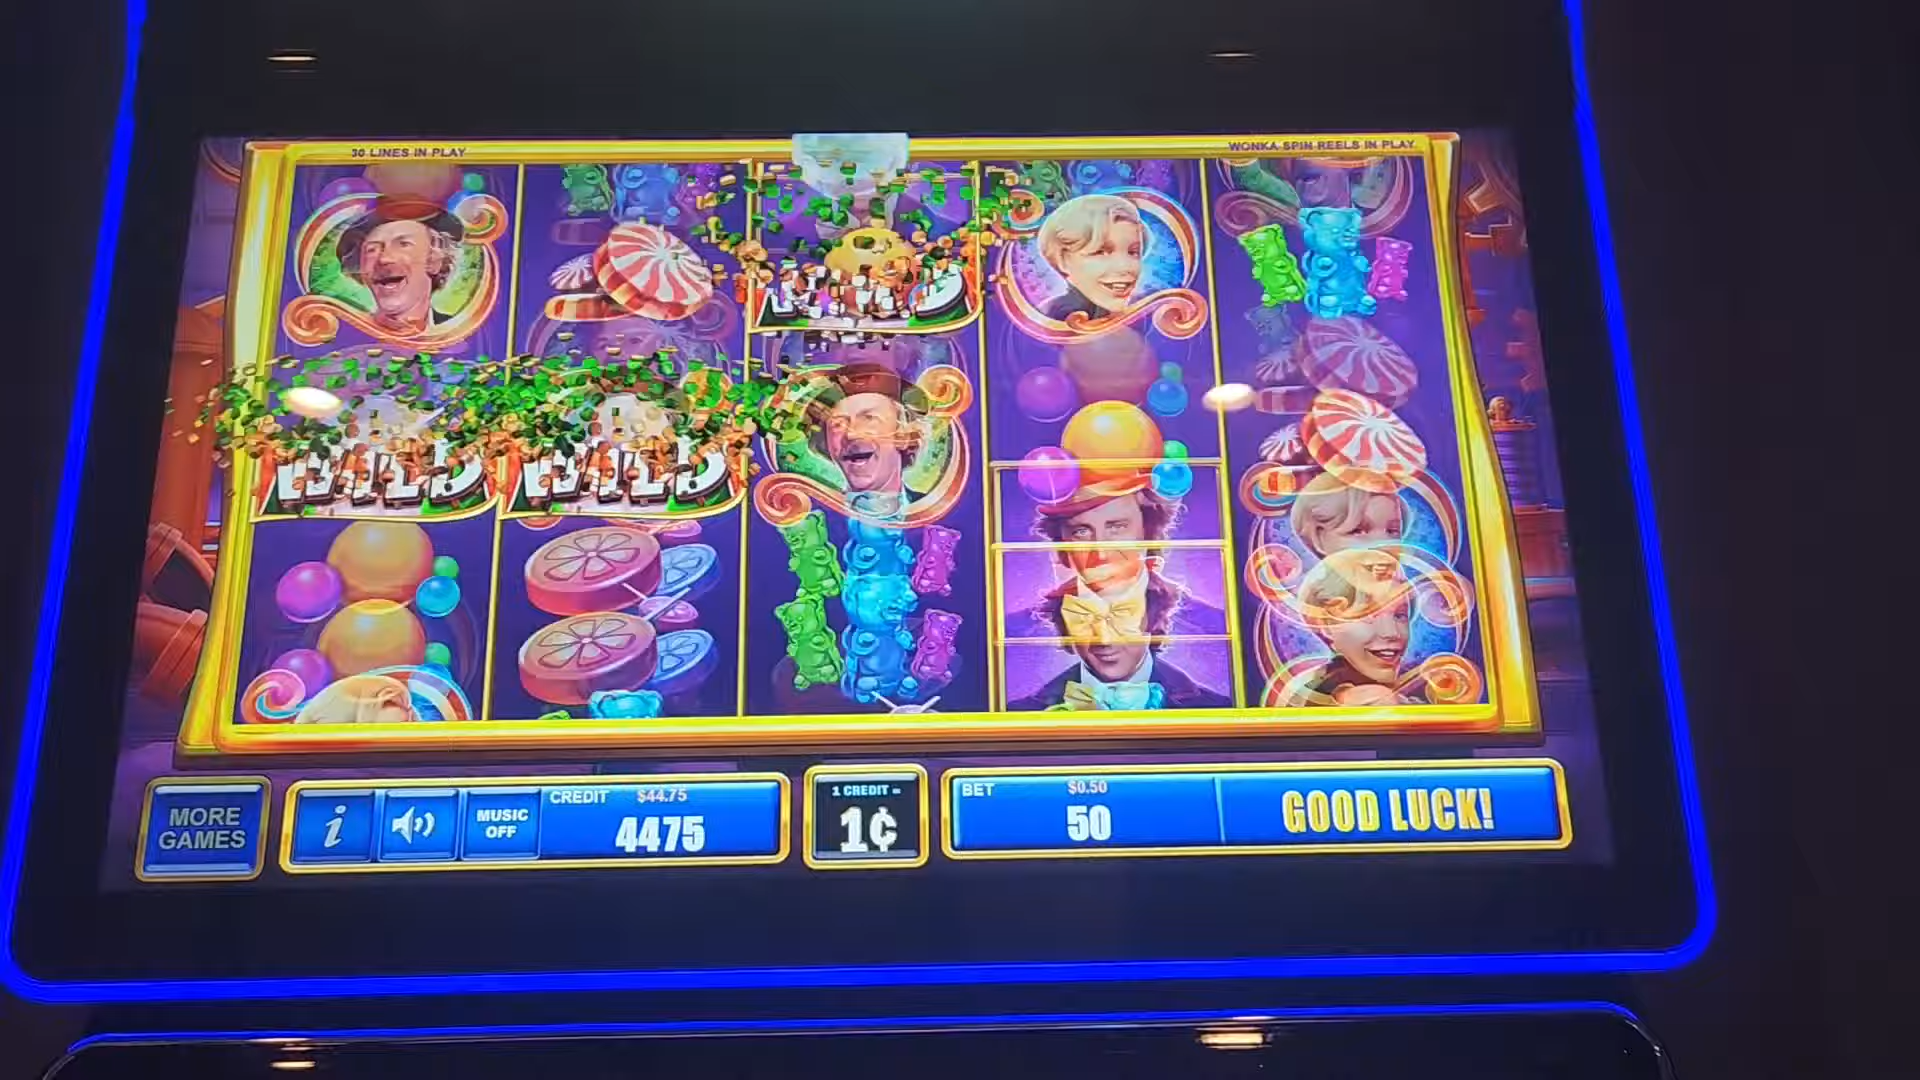 30 LINES IN PLAY
WONKA SPIN REELS IN PLAY
WILD
WILD
WILD
MORE
GAMES
i
MUSIC
OFF
CREDIT $44.75
4475
1 CREDIT =
1¢
BET $0.50
50
GOOD LUCK!